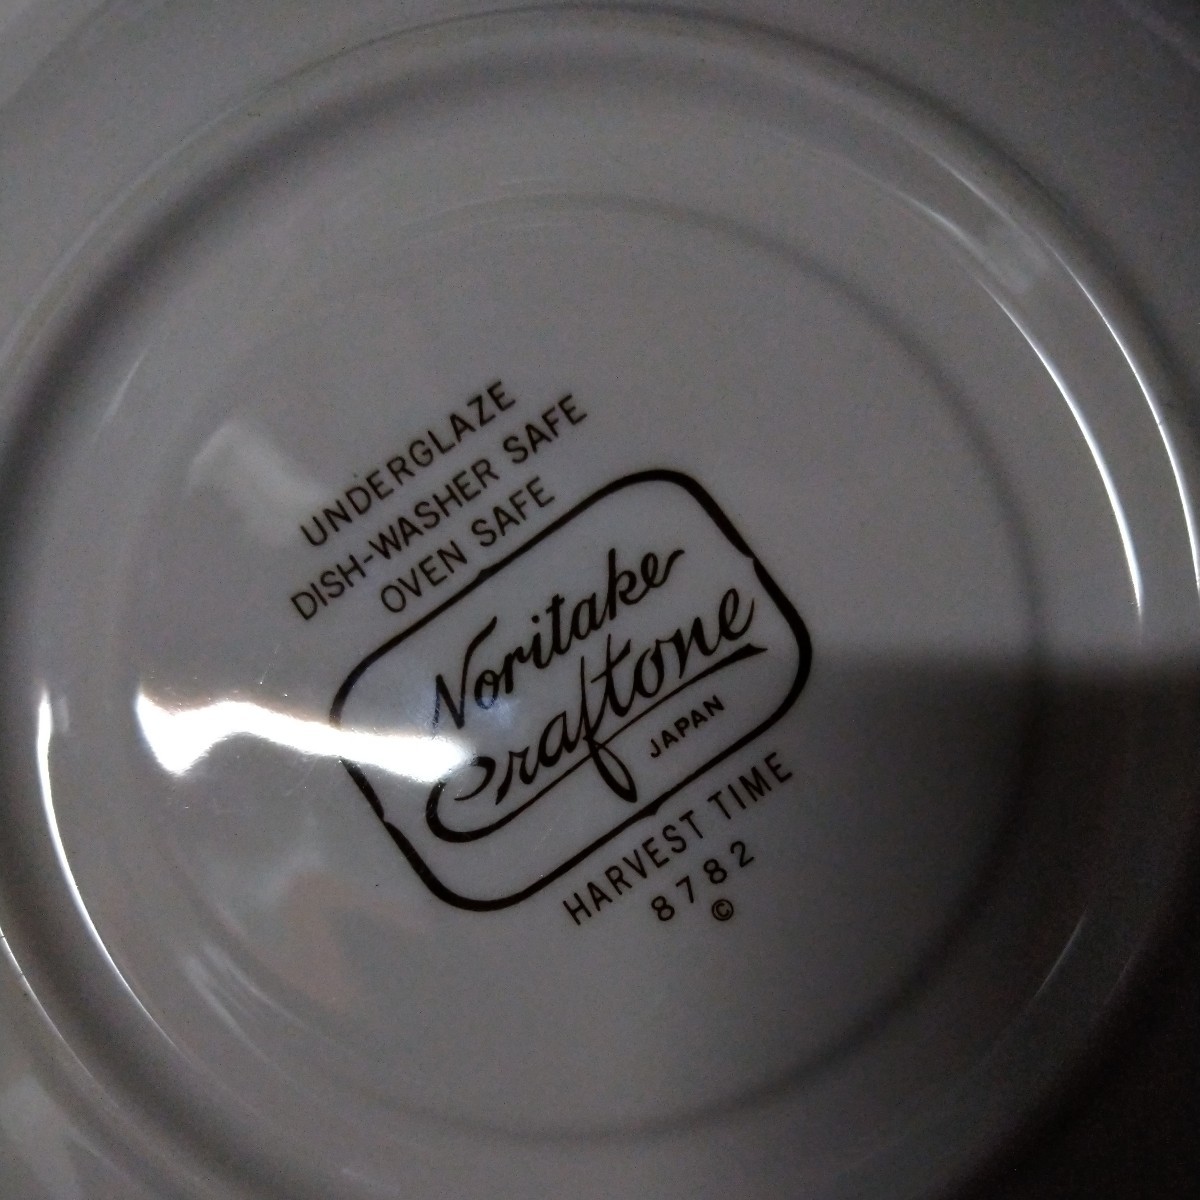 UNDERGLAZE
DISH-WASHER SAFE
OVEN SAFE
Noritake
Craftone
JAPAN
HARVEST TIME
8782
©